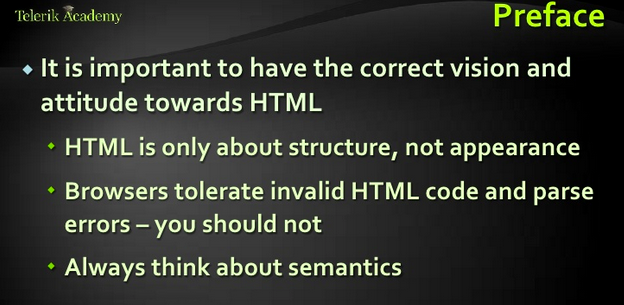 Telerik Academy
Preface
It is important to have the correct vision and
attitude towards HTML
HTML is only about structure, not appearance
Browsers tolerate invalid HTML code and parse
errors – you should not
Always think about semantics